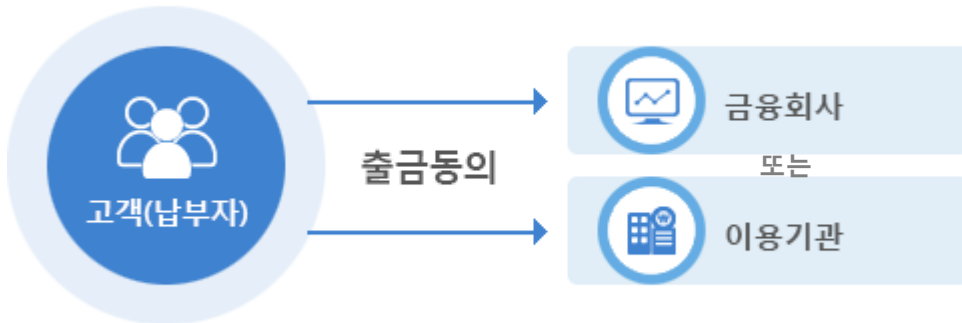 고객(납부자)
출금동의
금융회사
또는
이용기관